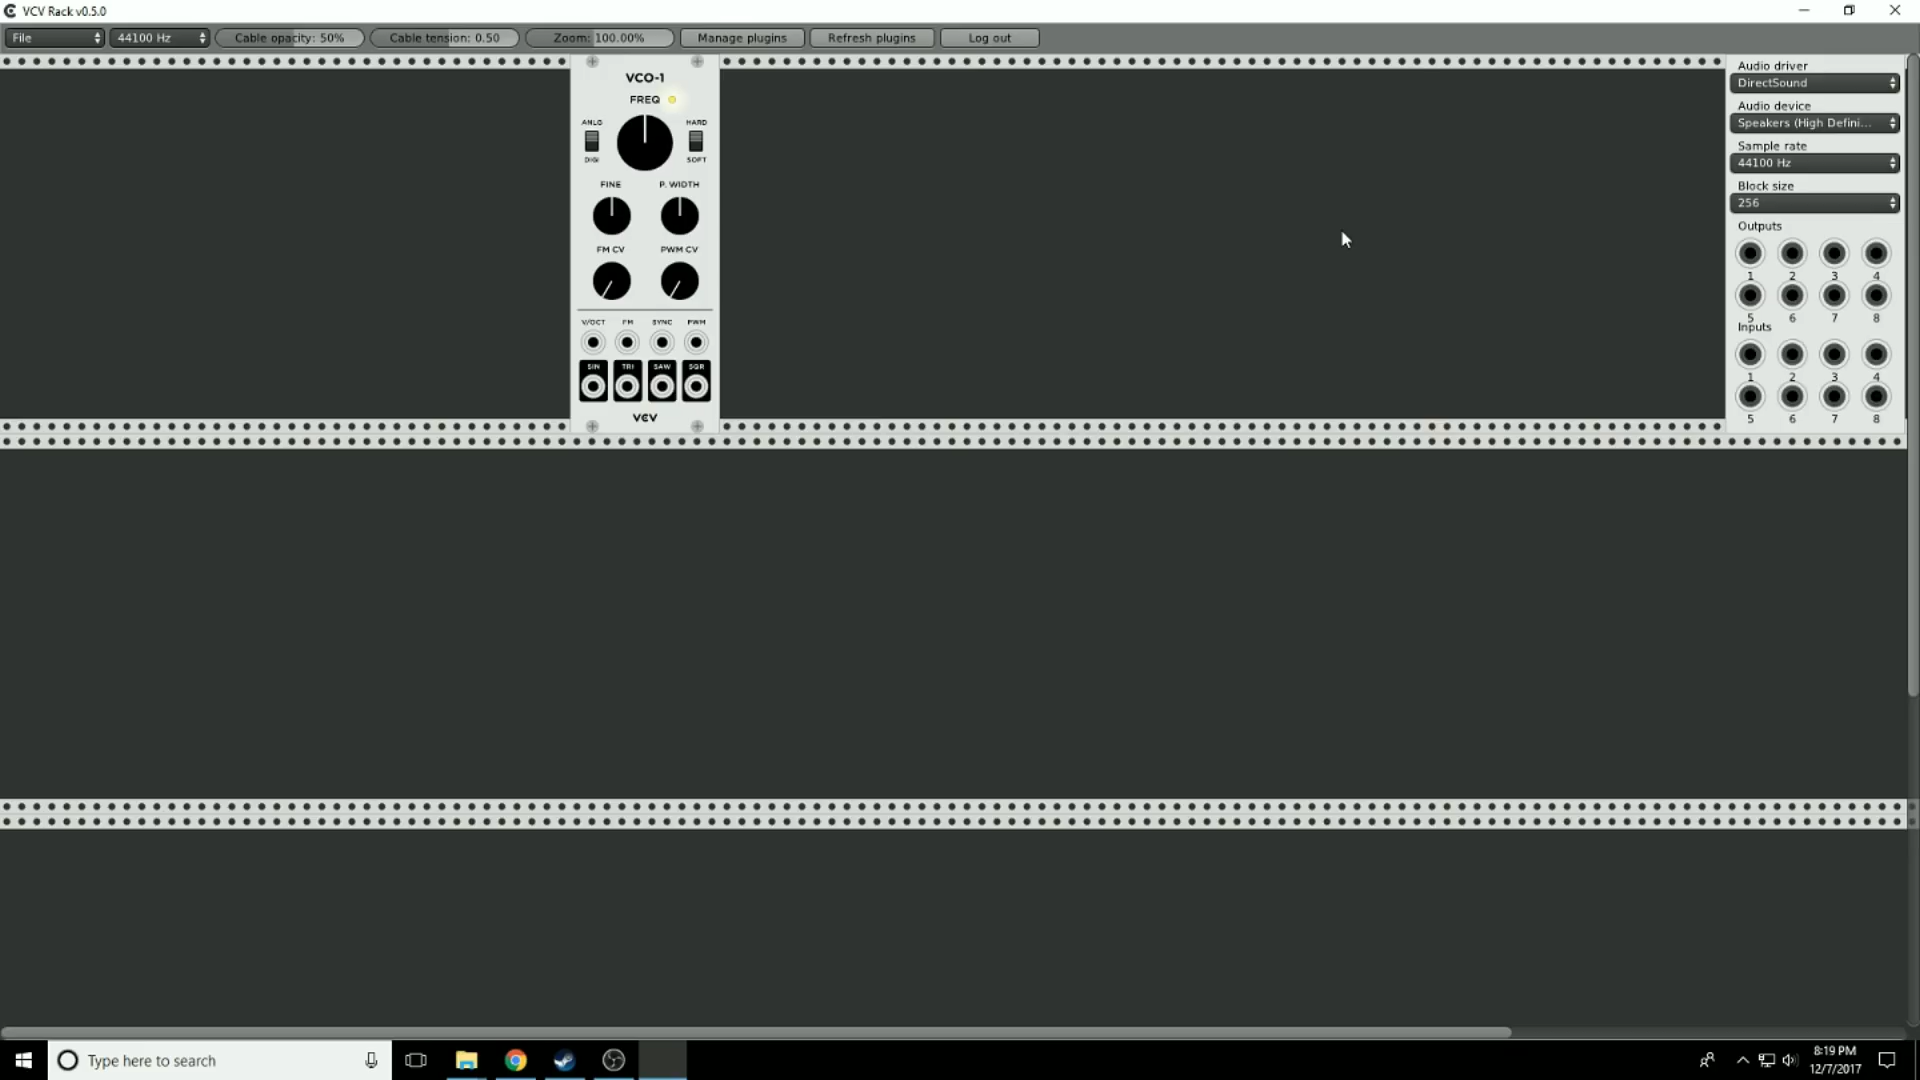 VCV Rack v0.5.0
File 44100 Hz Cable opacity: 50% Cable tension: 0.50 Zoom: 100.00% Manage plugins Refresh plugins Log out
VCO-1
FREQ
ANLG HARD
DIGI SOFT
FINE P. WIDTH
FM CV PWM CV
V/OCT FM SYNC PWM
SIN TRI SAW SQR
VCV
Audio driver
DirectSound
Audio device
Speakers (High Defini...
Sample rate
44100 Hz
Block size
256
Outputs
1 2 3 4
5 6 7 8
Inputs
1 2 3 4
5 6 7 8
Type here to search
8:19 PM
12/7/2017